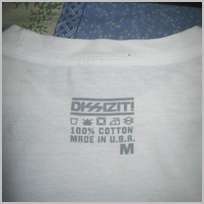 DISSIZIT!
100% COTTON
MADE IN U.S.A.
M